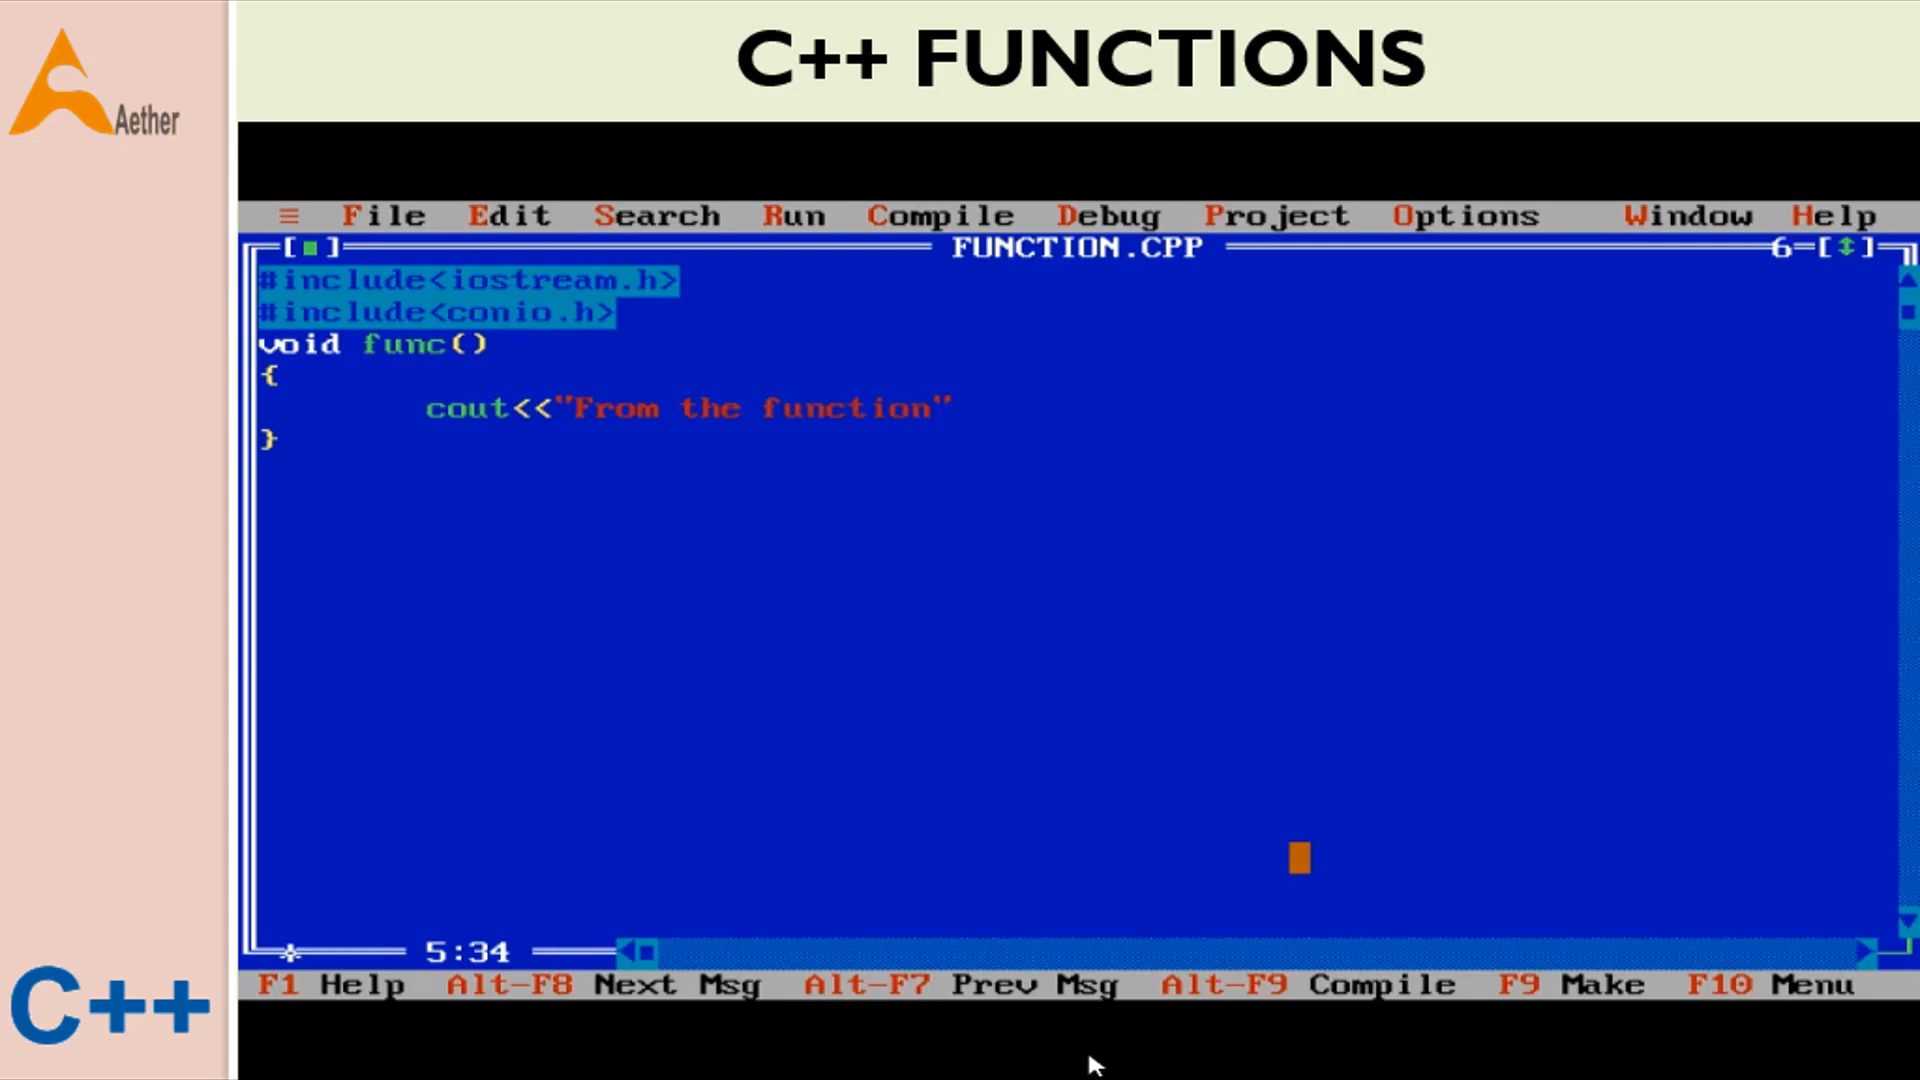 C++ FUNCTIONS
Aether
≡ File Edit Search Run Compile Debug Project Options Window Help
[■] FUNCTION.CPP 6=[↕]
#include<iostream.h>
#include<conio.h>
void func()
{
cout<<"From the function"
}
5:34
F1 Help Alt-F8 Next Msg Alt-F7 Prev Msg Alt-F9 Compile F9 Make F10 Menu
C++